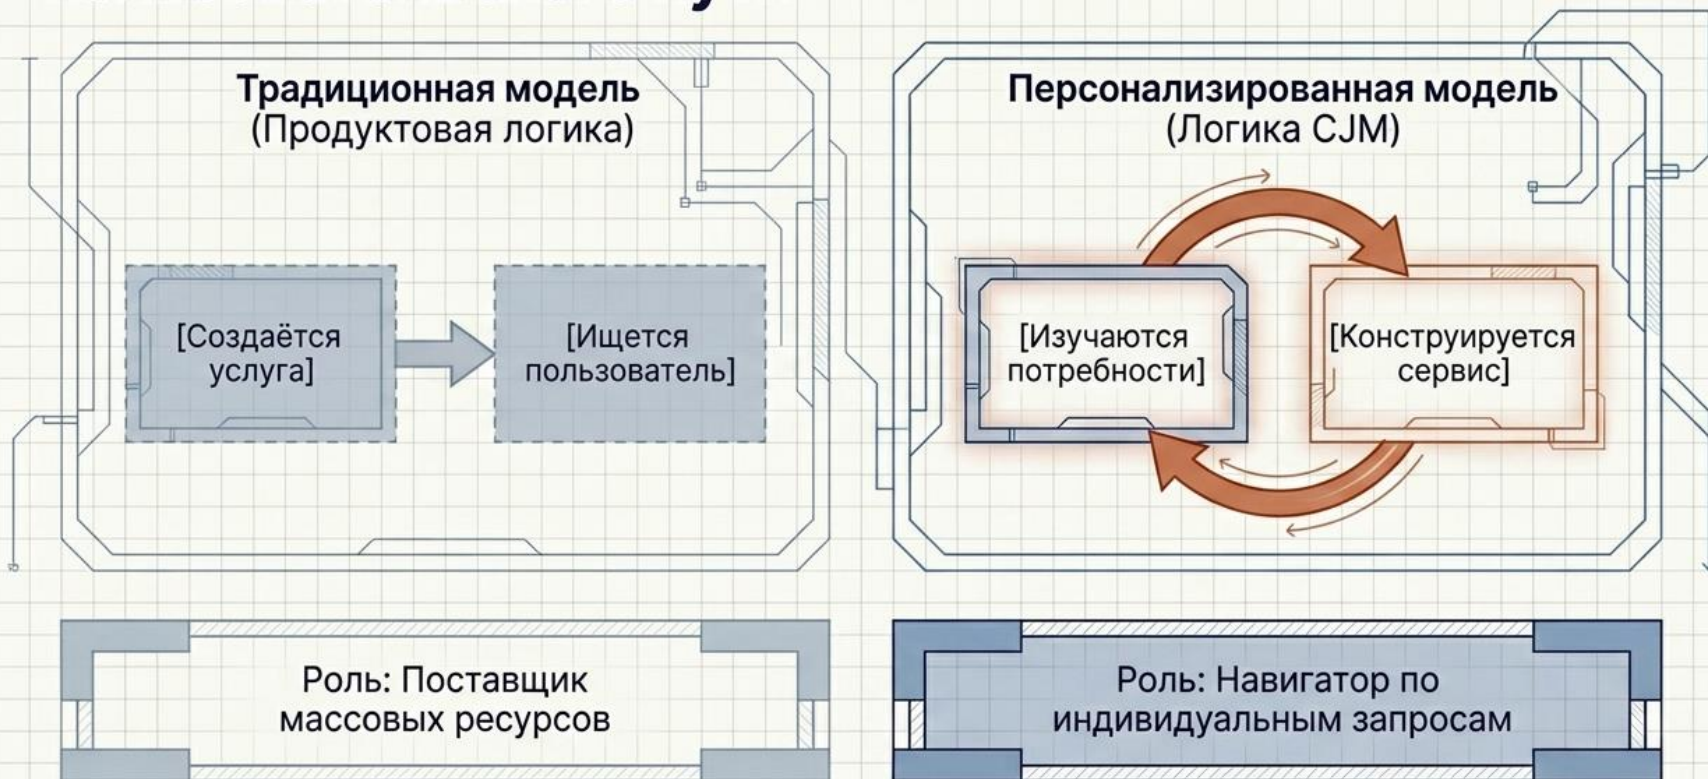 Традиционная модель
(Продуктовая логика)
[Создаётся
услуга]
[Ищется
пользователь]
Роль: Поставщик
массовых ресурсов
Персонализированная модель
(Логика CJM)
[Изучаются
потребности]
[Конструируется
сервис]
Роль: Навигатор по
индивидуальным запросам